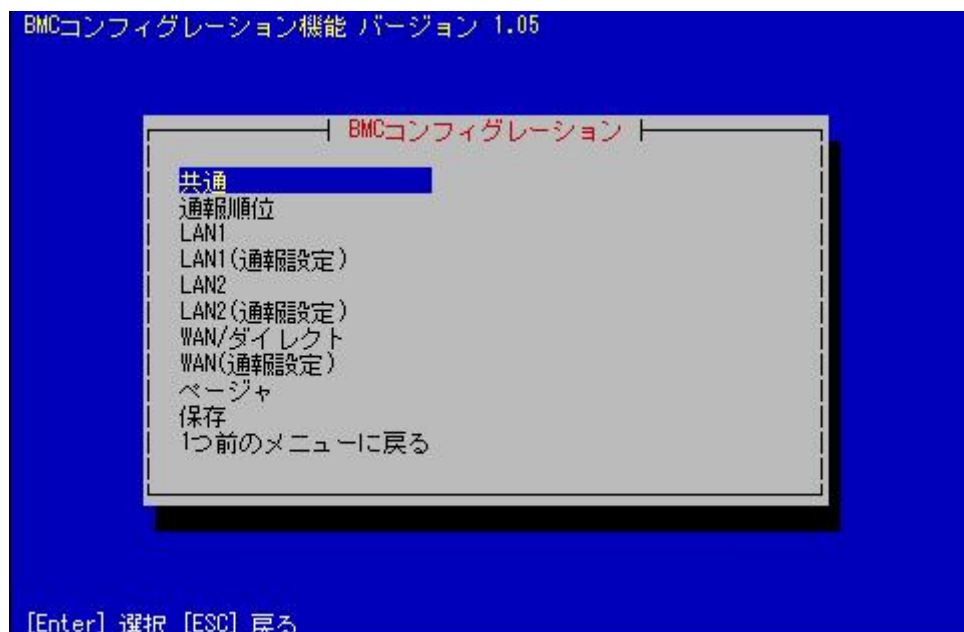 BMCコンフィグレーション機能 バージョン 1.05
BMCコンフィグレーション
共通
通報順位
LAN1
LAN1(通報設定)
LAN2
LAN2(通報設定)
WAN/ダイレクト
WAN(通報設定)
ページャ
保存
1つ前のメニューに戻る
[Enter] 選択 [ESC] 戻る